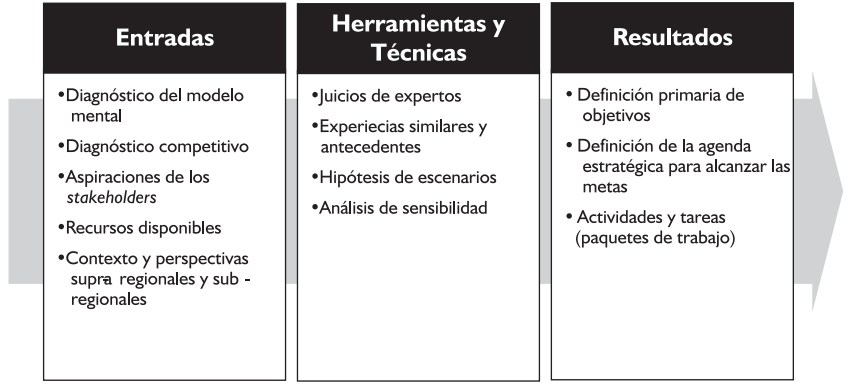 Entradas
•Diagnóstico del modelo
mental
•Diagnóstico competitivo
•Aspiraciones de los
stakeholders
•Recursos disponibles
•Contexto y perspectivas
supra- regionales y sub -
regionales
Herramientas y
Técnicas
•Juicios de expertos
•Experiecias similares y
antecedentes
•Hipótesis de escenarios
•Análisis de sensibilidad
Resultados
• Definición primaria de
objetivos
• Definición de la agenda
estratégica para alcanzar las
metas
• Actividades y tareas
(paquetes de trabajo)